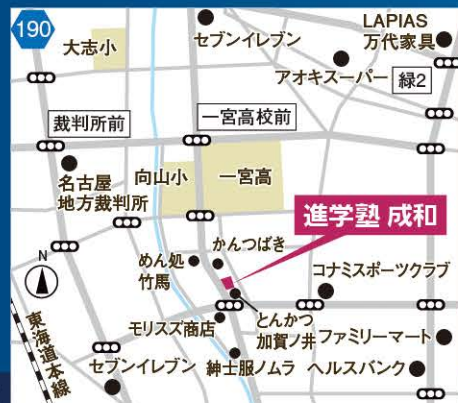 190
大志小
セブンイレブン
LAPIAS
万代家具
アオキスーパー
緑2
裁判所前
一宮高校前
名古屋
地方裁判所
向山小
一宮高
進学塾 成和
N
めん処
竹馬
かんつばき
コナミスポーツクラブ
東海道本線
モリスズ商店
とんかつ
加賀ノ井
ファミリーマート
セブンイレブン
紳士服ノムラ
ヘルスバンク